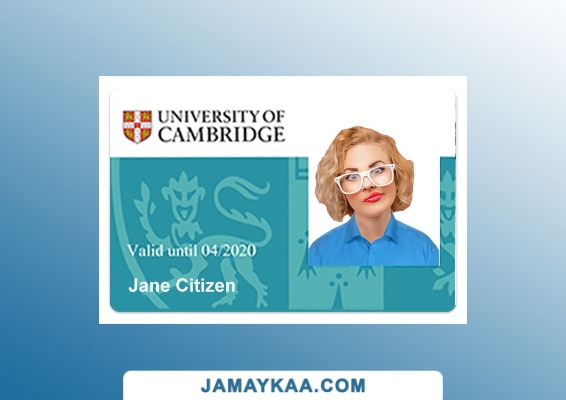 UNIVERSITY OF
CAMBRIDGE
Valid until 04/2020
Jane Citizen
JAMAYKAA.COM